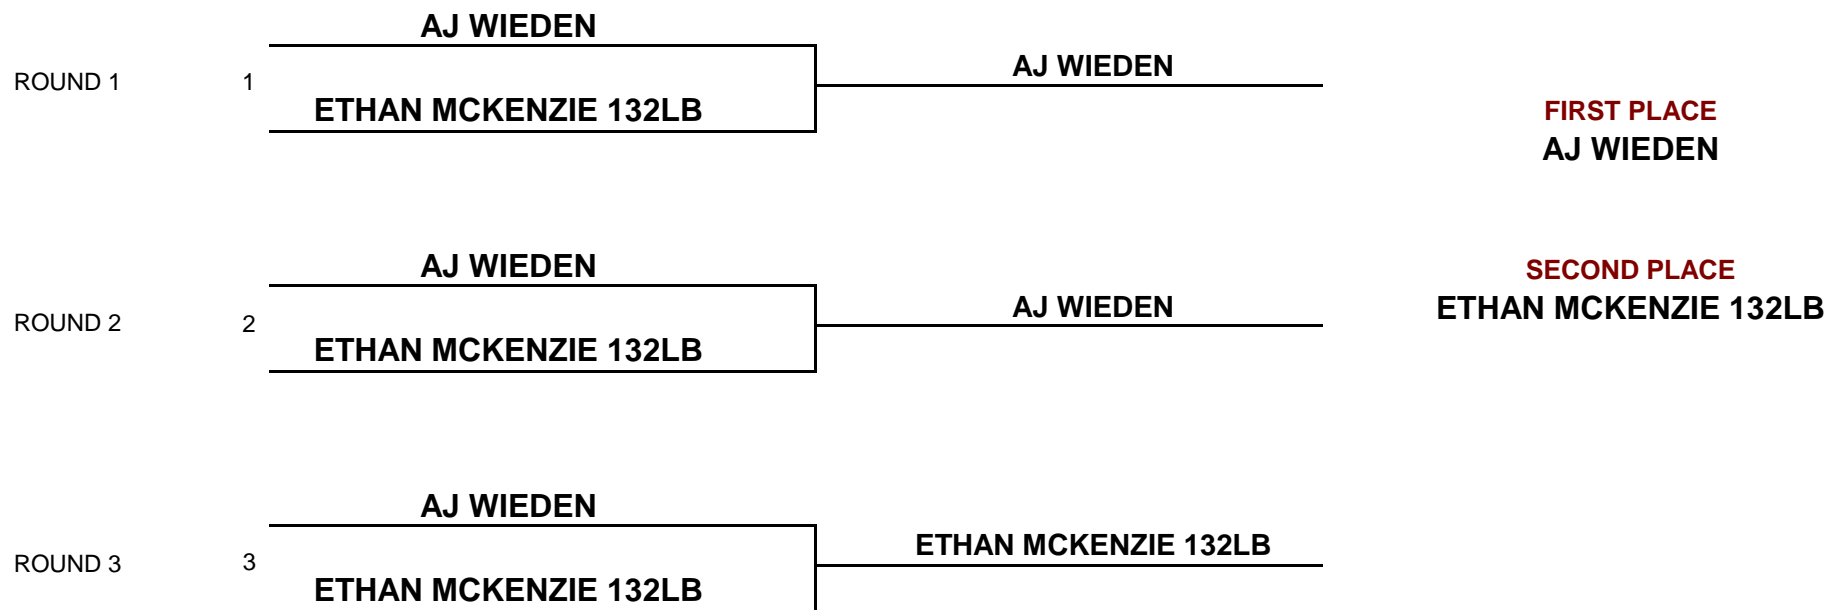 AJ WIEDEN
ROUND 1
1
AJ WIEDEN
ETHAN MCKENZIE 132LB
FIRST PLACE
AJ WIEDEN
AJ WIEDEN
SECOND PLACE
ROUND 2
2
AJ WIEDEN
ETHAN MCKENZIE 132LB
ETHAN MCKENZIE 132LB
AJ WIEDEN
ROUND 3
3
ETHAN MCKENZIE 132LB
ETHAN MCKENZIE 132LB